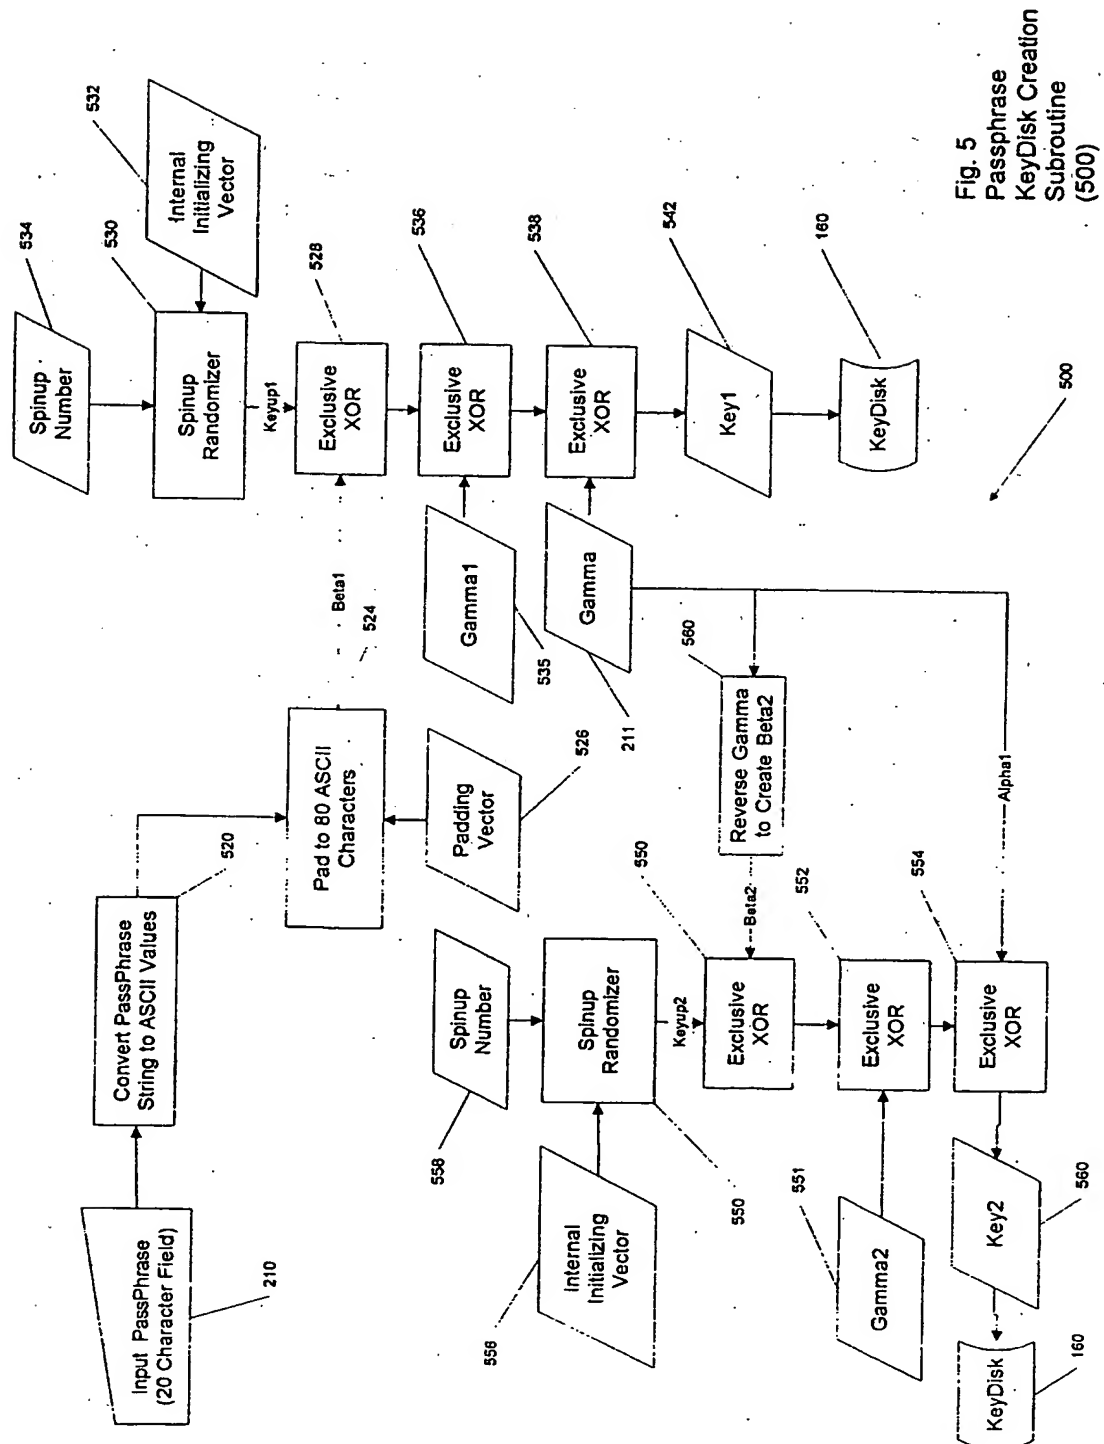 Input PassPhrase
(20 Character Field)
210
Convert PassPhrase
String to ASCII Values
520
Pad to 80 ASCII
Characters
Beta1
524
Padding
Vector
526
Spinup
Number
534
Spinup
Randomizer
530
Internal
Initializing
Vector
532
Keyup1
Exclusive
XOR
528
Exclusive
XOR
536
Exclusive
XOR
538
Key1
542
KeyDisk
160
Gamma1
535
Gamma
211
Reverse Gamma
to Create Beta2
560
Alpha1
Spinup
Number
558
Spinup
Randomizer
550
Internal
Initializing
Vector
556
Keyup2
Beta2
Exclusive
XOR
550
Exclusive
XOR
552
Exclusive
XOR
554
Gamma2
551
Key2
560
KeyDisk
160
500
Fig. 5
Passphrase
KeyDisk Creation
Subroutine
(500)